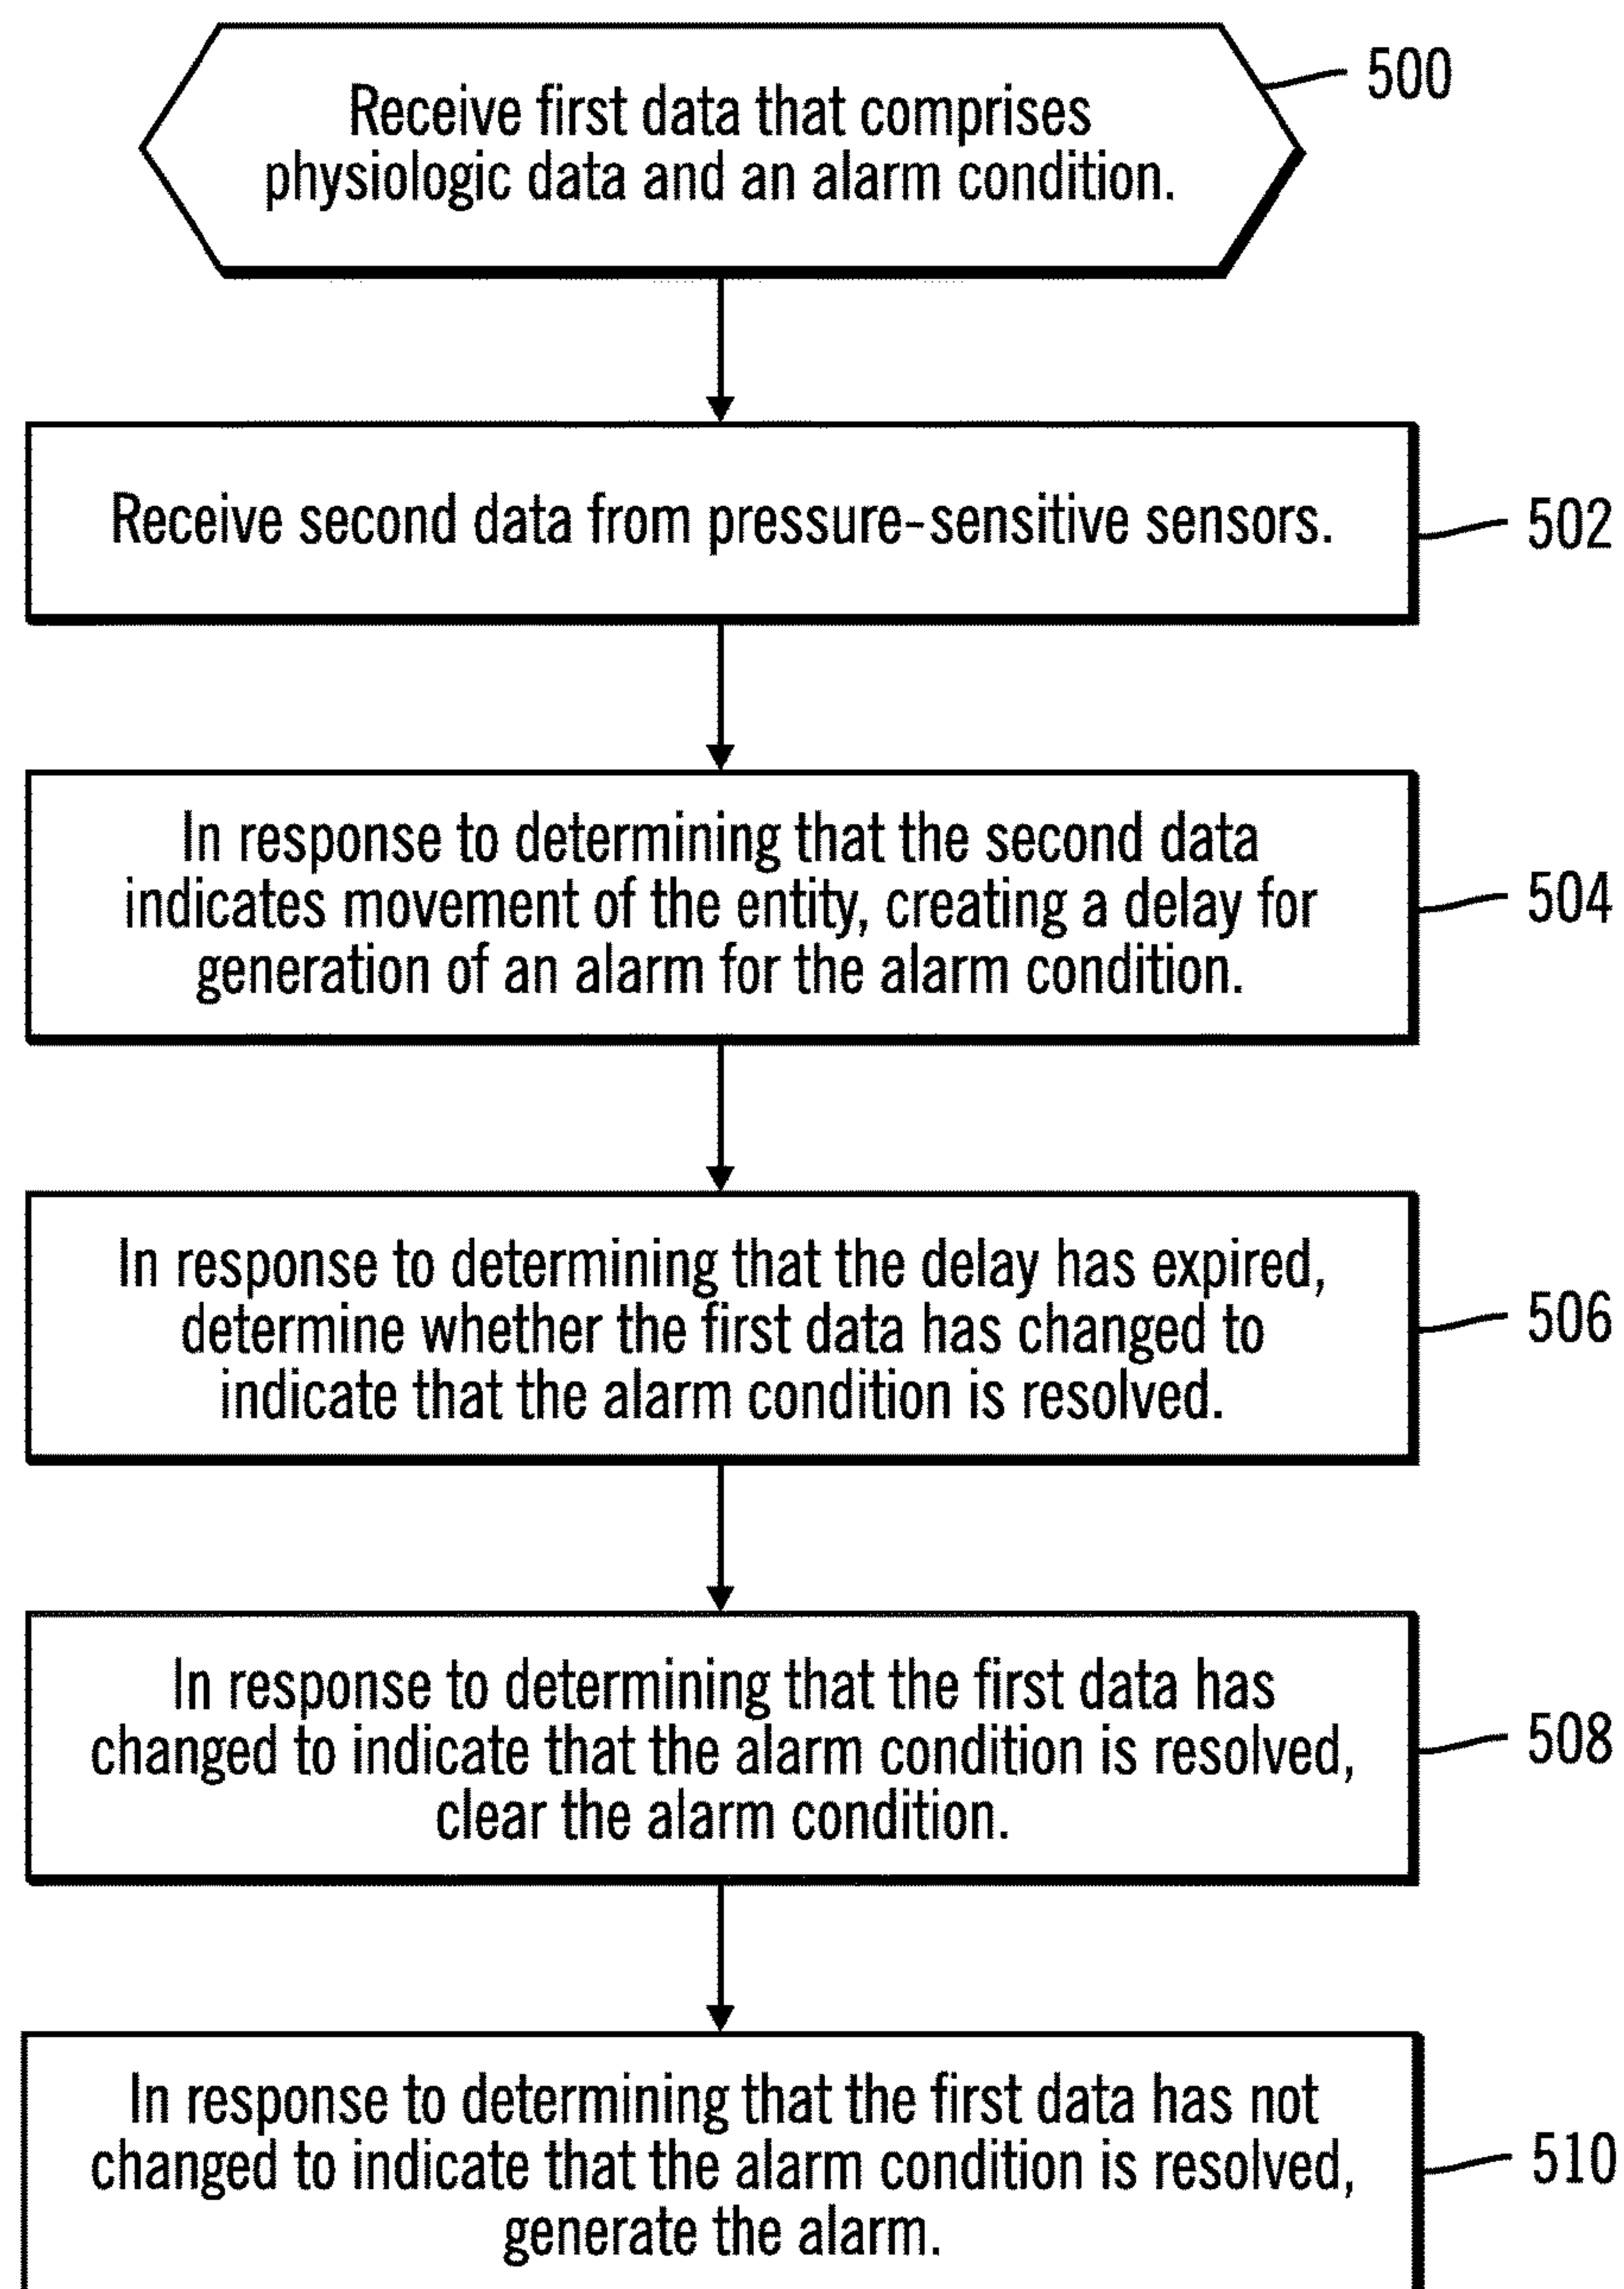 Receive first data that comprises
physiologic data and an alarm condition.
500
Receive second data from pressure-sensitive sensors.
502
In response to determining that the second data
indicates movement of the entity, creating a delay for
generation of an alarm for the alarm condition.
504
In response to determining that the delay has expired,
determine whether the first data has changed to
indicate that the alarm condition is resolved.
506
In response to determining that the first data has
changed to indicate that the alarm condition is resolved,
clear the alarm condition.
508
In response to determining that the first data has not
changed to indicate that the alarm condition is resolved,
generate the alarm.
510